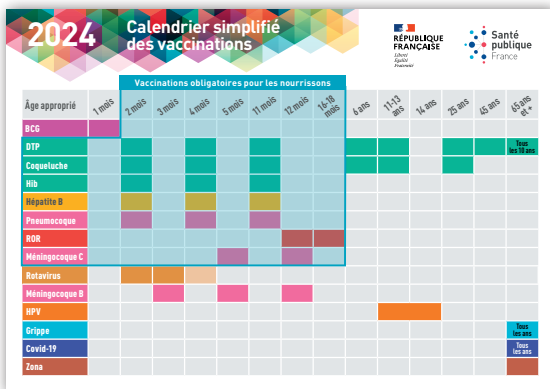 2024
Calendrier simplifié
des vaccinations
RÉPUBLIQUE
FRANÇAISE
Liberté
Égalité
Fraternité
Santé
publique
France
Vaccinations obligatoires pour les nourrissons
Âge approprié
1 mois
2 mois
3 mois
4 mois
5 mois
11 mois
12 mois
16-18
mois
6 ans
11-13
ans
14 ans
25 ans
45 ans
65 ans
et +
BCG
DTP
Tous
les 10 ans
Coqueluche
Hib
Hépatite B
Pneumocoque
ROR
Méningocoque C
Rotavirus
Méningocoque B
HPV
Grippe
Tous
les ans
Covid-19
Tous
les ans
Zona